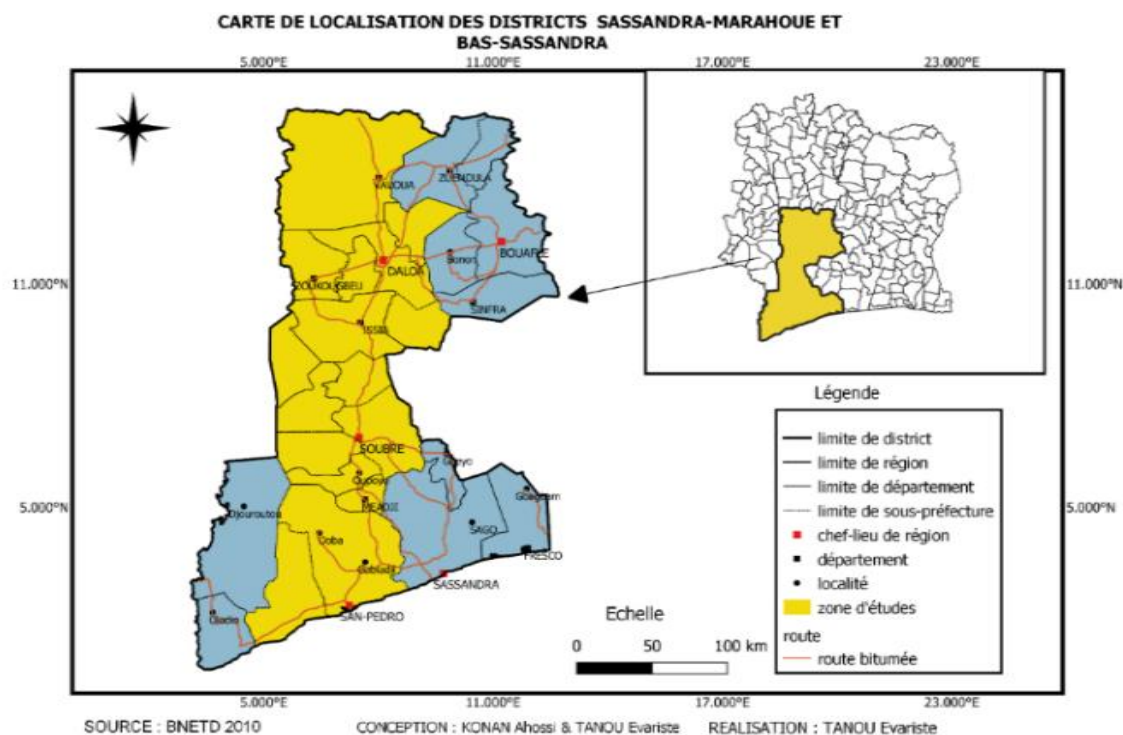 CARTE DE LOCALISATION DES DISTRICTS SASSANDRA-MARAHOUE ET
BAS-SASSANDRA
5.000°E 11.000°E 17.000°E 23.000°E
ZUENOULA
DALOA
BOUAFLE
Bonon
ZOUKOUGBEU
11.000°N 11.000°N
SINFRA
ISSIA
Légende
limite de district
SOUBRE
limite de région
limite de département
5.000°N 5.000°N
limite de sous-préfecture
Djouroutou
MEADJI
chef-lieu de région
SAGO
Doba
département
FRESCO
localité
SASSANDRA
Echelle
zone d'études
SAN-PEDRO
route
0 50 100 km
route bitumée
5.000°E 11.000°E 17.000°E 23.000°E
SOURCE : BNETD 2010 CONCEPTION : KONAN Ahossi & TANOU Evariste REALISATION : TANOU Evariste